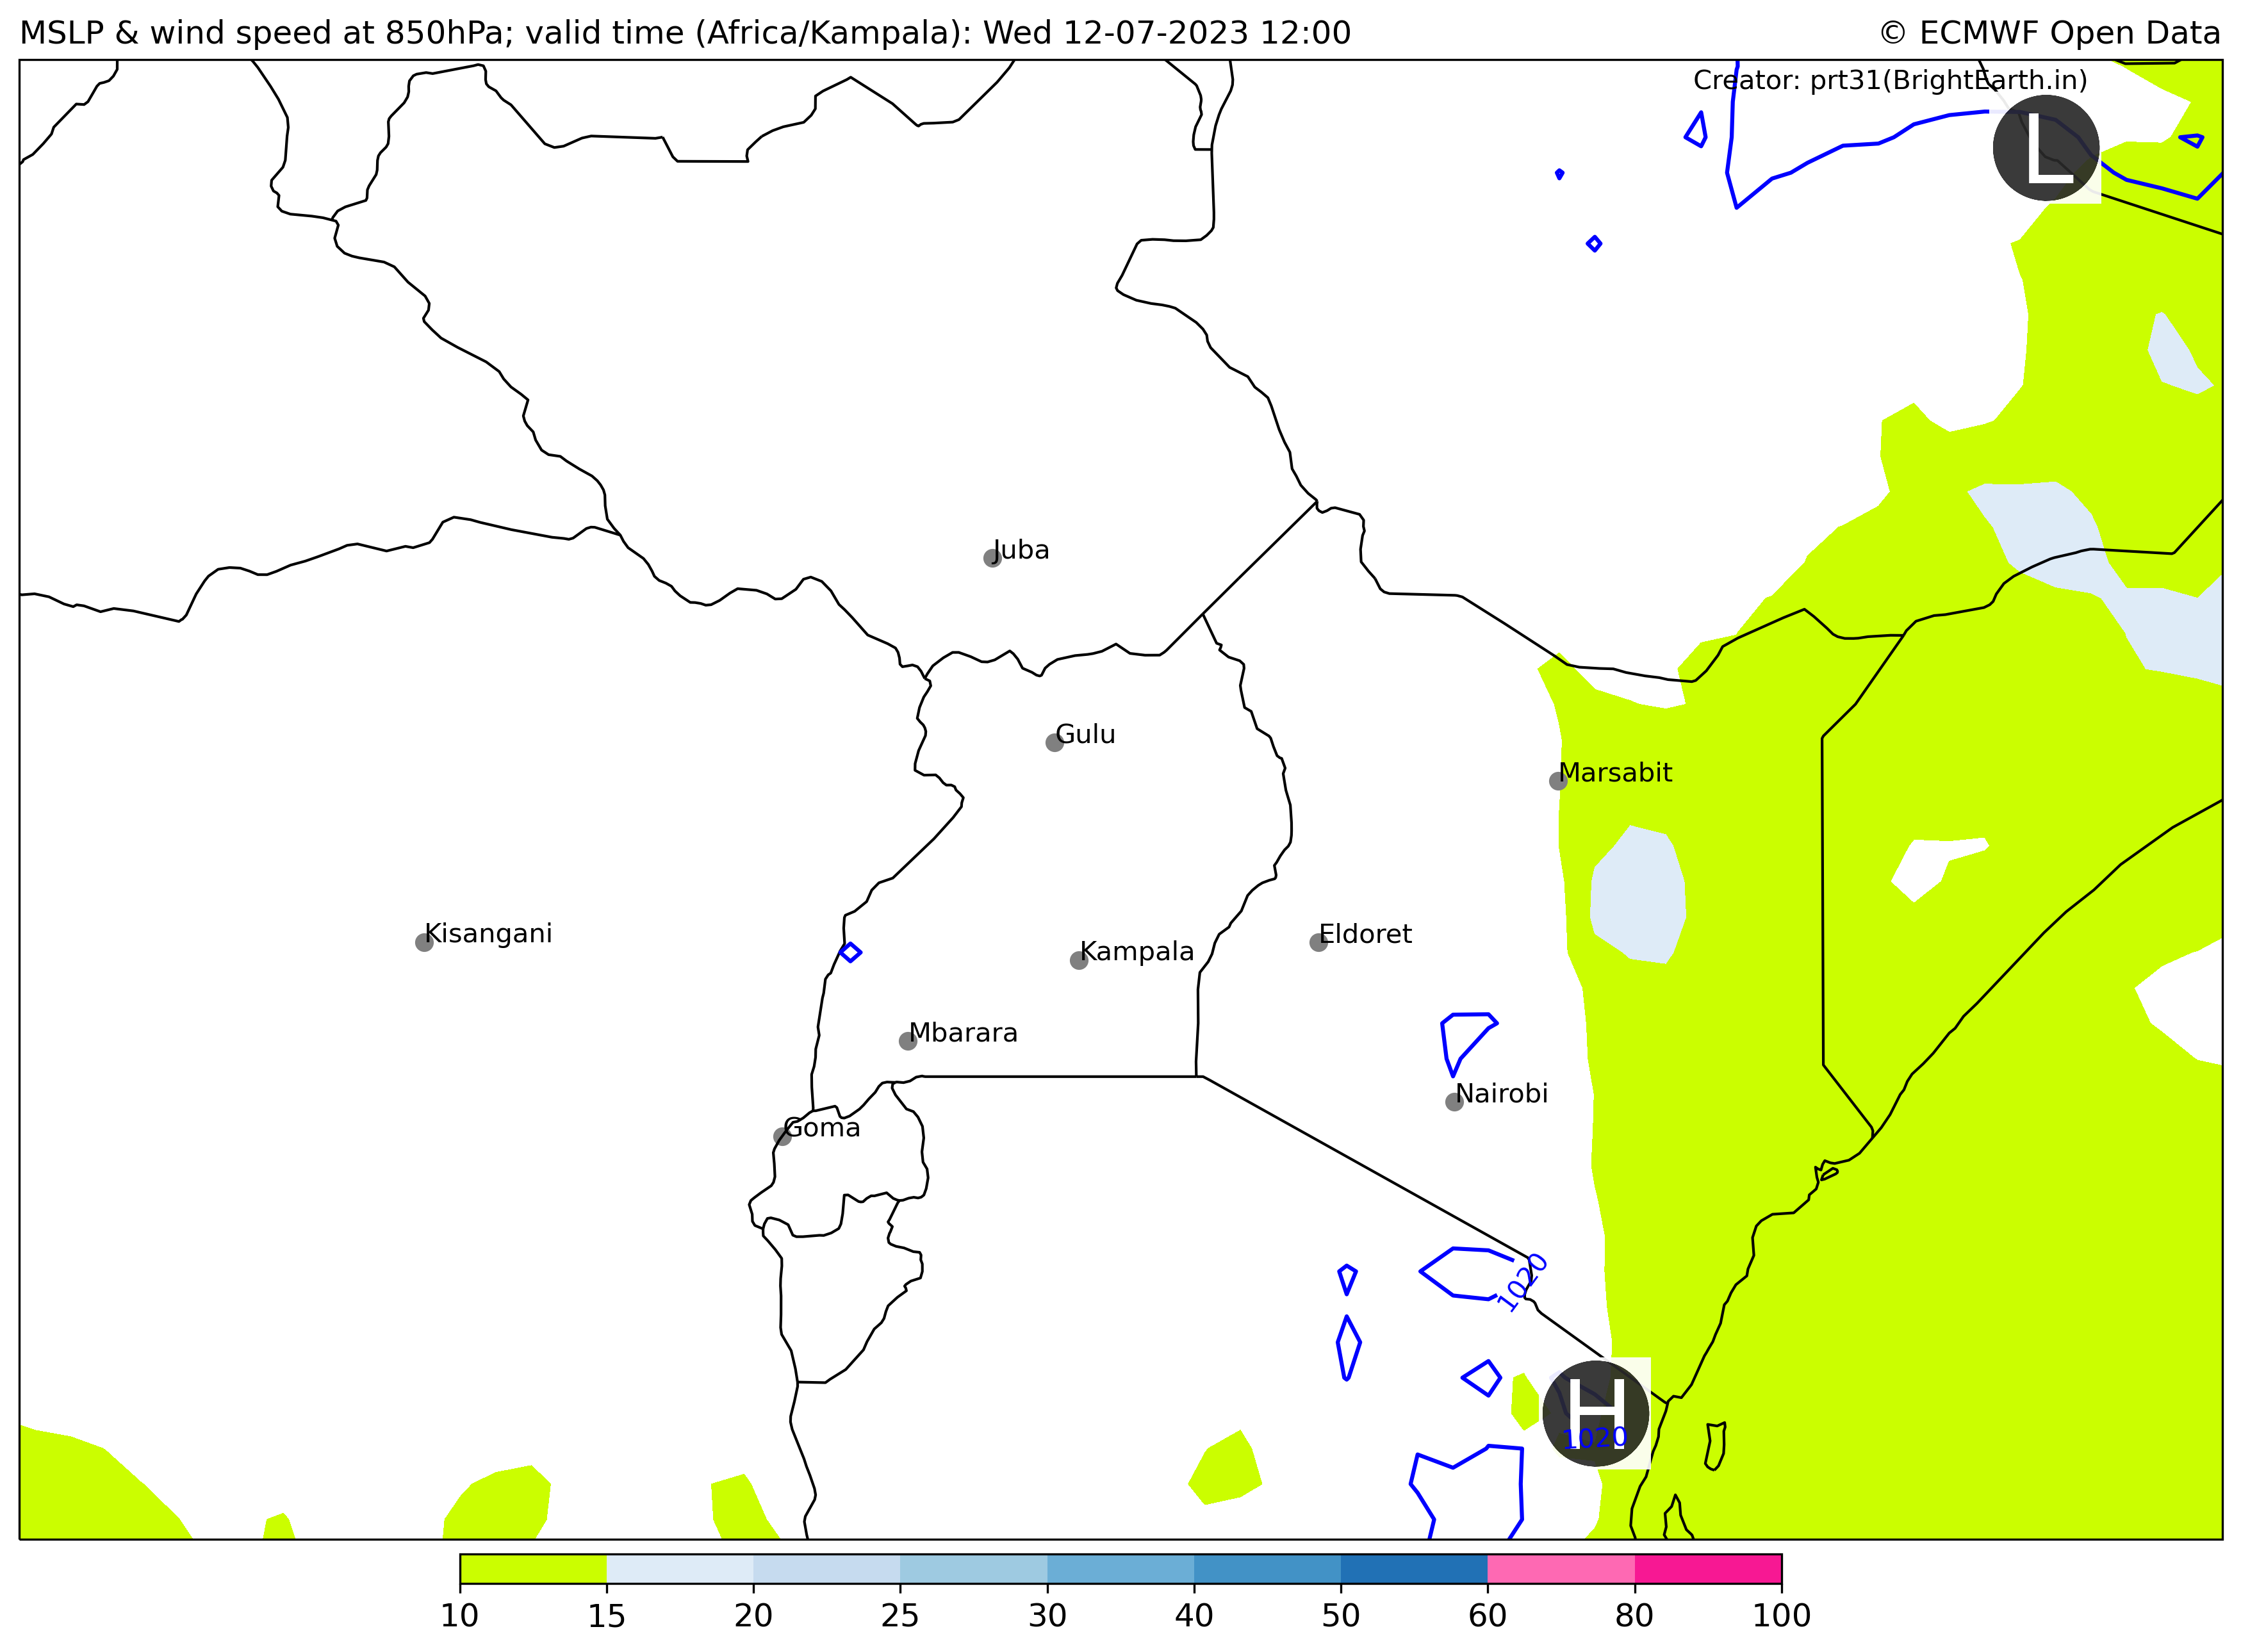 MSLP & wind speed at 850hPa; valid time (Africa/Kampala): Wed 12-07-2023 12:00
© ECMWF Open Data
Creator: prt31(BrightEarth.in)
L
Juba
Gulu
Marsabit
Kisangani
Eldoret
Kampala
Mbarara
Nairobi
Goma
1020
H
1020
10 15 20 25 30 40 50 60 80 100